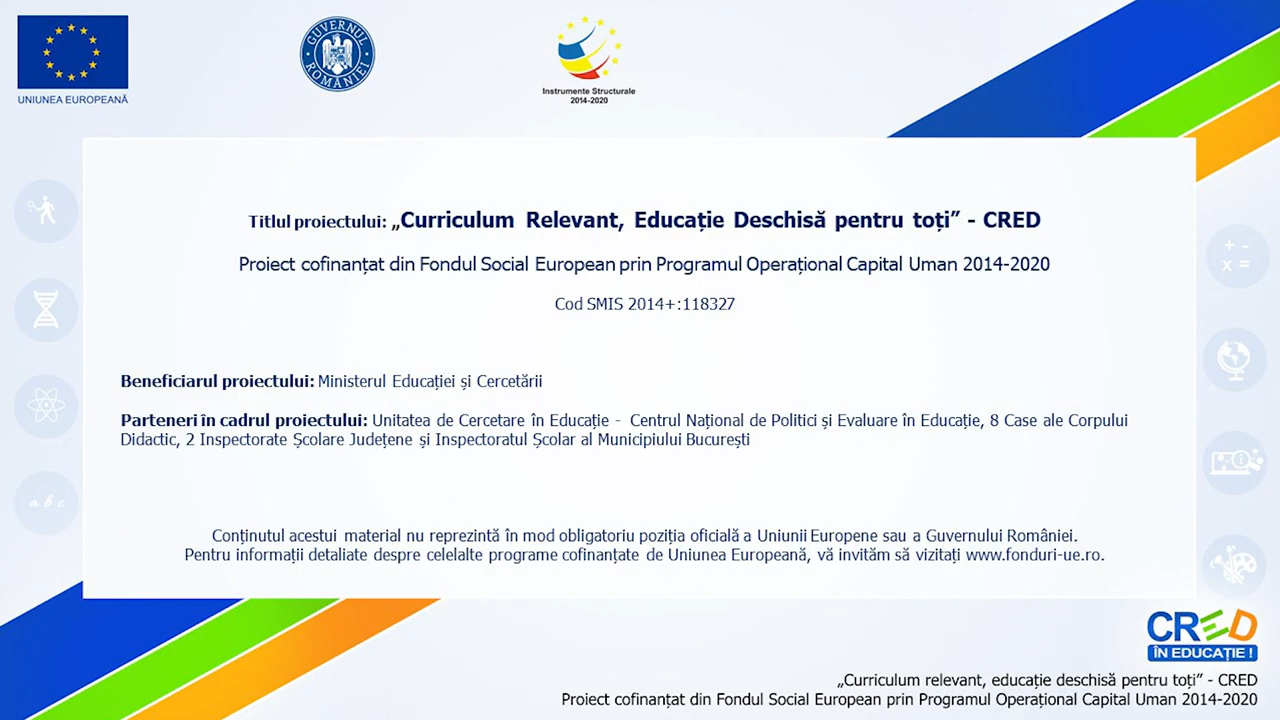 UNIUNEA EUROPEANĂ
GUVERNUL ROMÂNIEI
Instrumente Structurale
2014-2020
Titlul proiectului: „Curriculum Relevant, Educație Deschisă pentru toți” - CRED
Proiect cofinanțat din Fondul Social European prin Programul Operațional Capital Uman 2014-2020
Cod SMIS 2014+:118327
Beneficiarul proiectului: Ministerul Educației și Cercetării
Parteneri în cadrul proiectului: Unitatea de Cercetare în Educație - Centrul Național de Politici și Evaluare în Educație, 8 Case ale Corpului
Didactic, 2 Inspectorate Școlare Județene și Inspectoratul Școlar al Municipiului București
Conținutul acestui material nu reprezintă în mod obligatoriu poziția oficială a Uniunii Europene sau a Guvernului României.
Pentru informații detaliate despre celelalte programe cofinanțate de Uniunea Europeană, vă invităm să vizitați www.fonduri-ue.ro.
+ -
x =
a b c
CRED
ÎN EDUCAȚIE !
„Curriculum relevant, educație deschisă pentru toți” - CRED
Proiect cofinanțat din Fondul Social European prin Programul Operațional Capital Uman 2014-2020